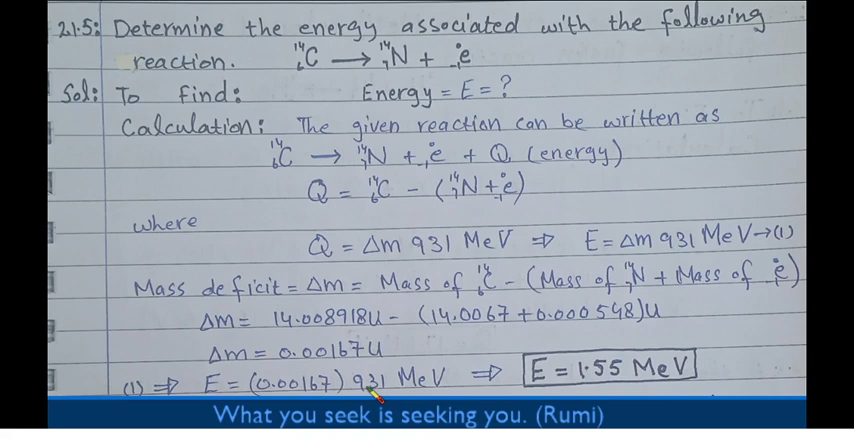 21.5: Determine the energy associated with the following
reaction. ¹⁴₆C → ¹⁴₇N + ⁰₋₁e
Sol: To find: Energy = E = ?
Calculation: The given reaction can be written as
¹⁴₆C → ¹⁴₇N + ⁰₋₁e + Q (energy)
Q = ¹⁴₆C - (¹⁴₇N + ⁰₋₁e)
where
Q = Δm 931 MeV ⇒ E = Δm 931 MeV → (1)
Mass deficit = Δm = Mass of ¹⁴₆C - (Mass of ¹⁴₇N + Mass of ⁰₋₁e)
Δm = 14.008918U - (14.0067 + 0.000548)U
Δm = 0.00167U
(1) ⇒ E = (0.00167) 931 MeV ⇒ E = 1.55 MeV
What you seek is seeking you. (Rumi)